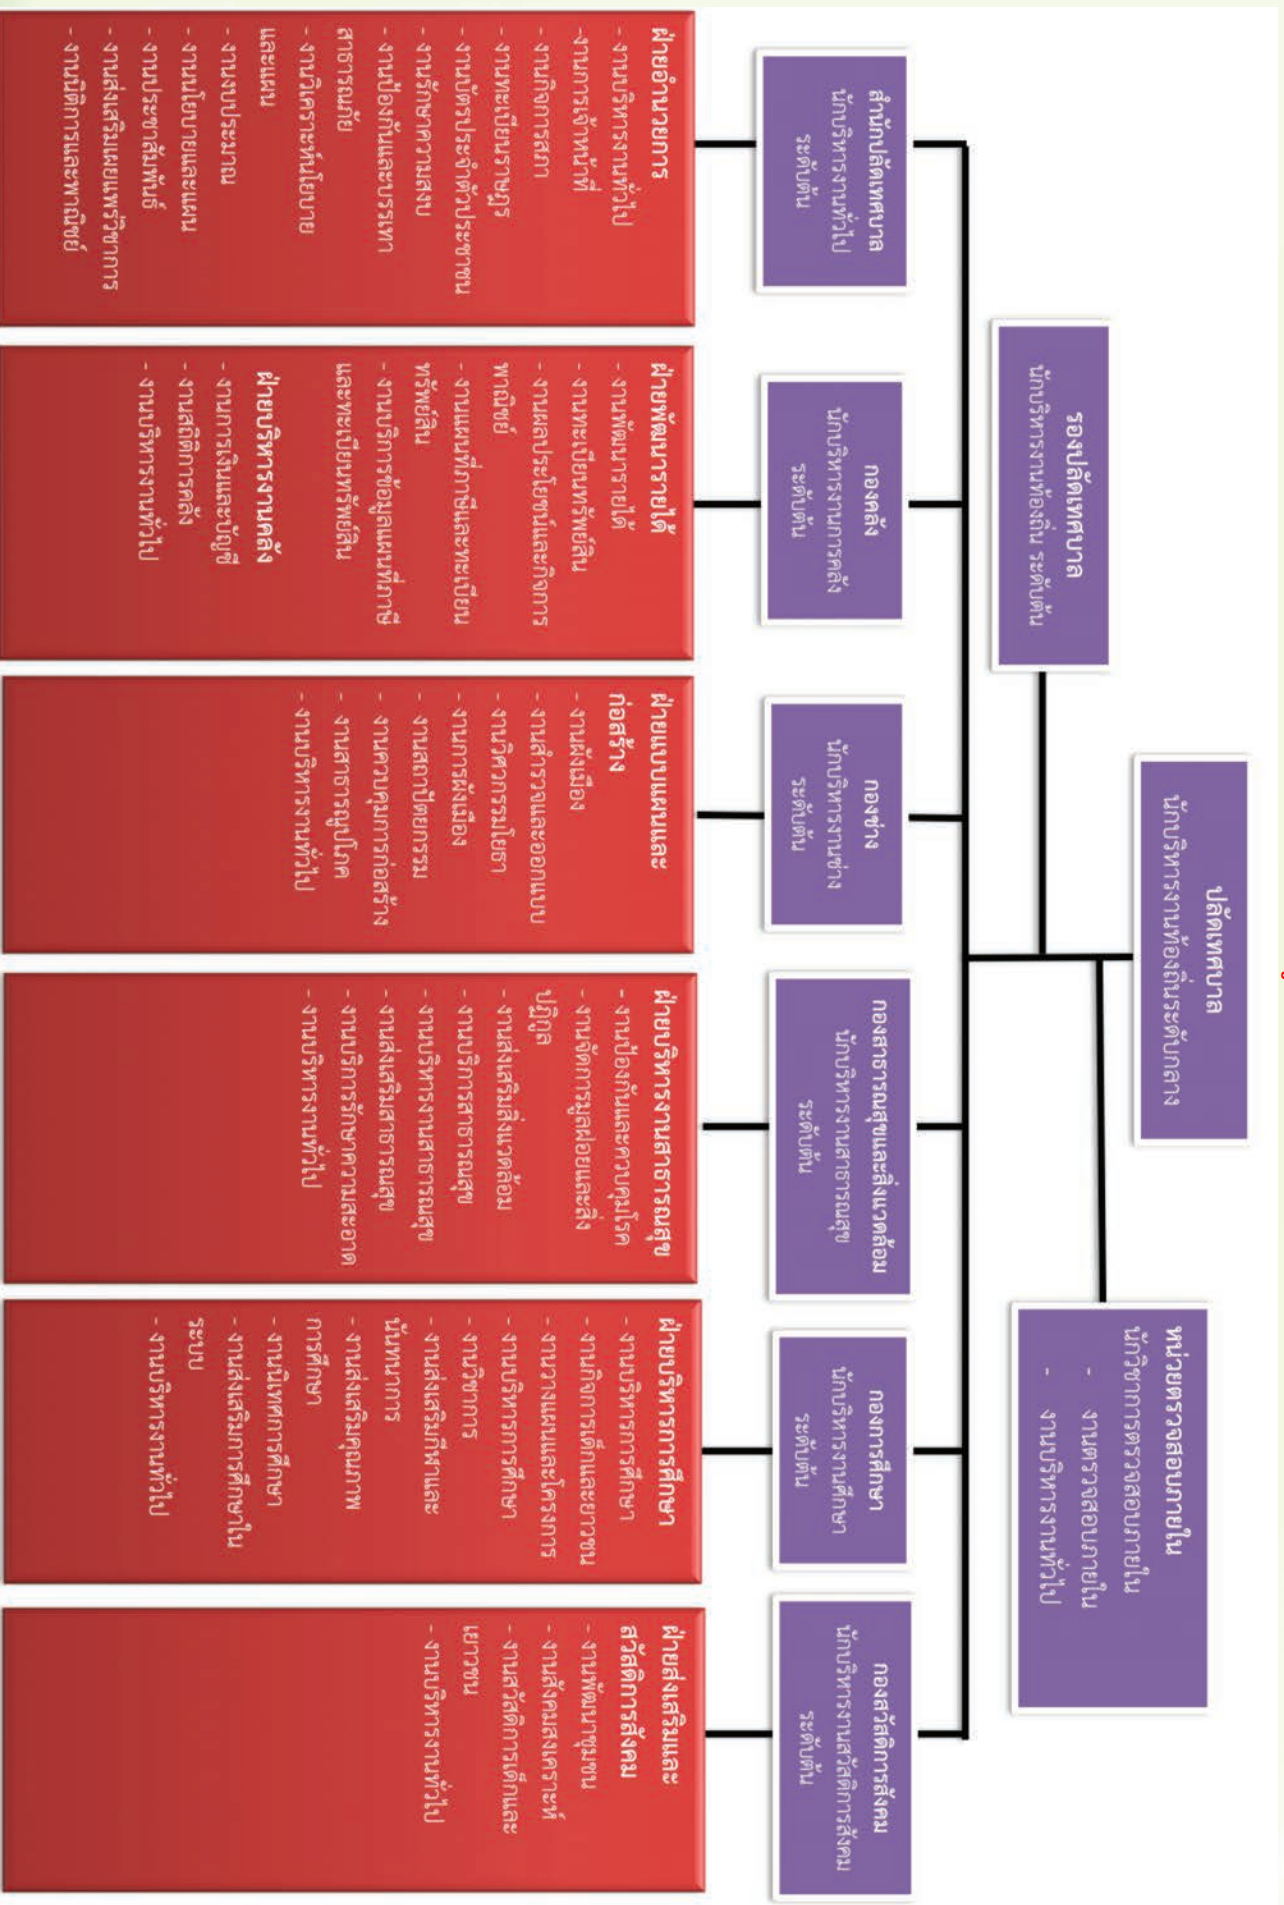 ปลัดเทศบาล
นักบริหารงานท้องถิ่นระดับกลาง
รองปลัดเทศบาล
นักบริหารงานท้องถิ่น ระดับต้น
หน่วยตรวจสอบภายใน
นักวิชาการตรวจสอบภายใน
- งานตรวจสอบภายใน
- งานบริหารงานทั่วไป
สำนักปลัดเทศบาล
นักบริหารงานทั่วไป
ระดับต้น
กองคลัง
นักบริหารงานการคลัง
ระดับต้น
กองช่าง
นักบริหารงานช่าง
ระดับต้น
กองสาธารณสุขและสิ่งแวดล้อม
นักบริหารงานสาธารณสุข
ระดับต้น
กองการศึกษา
นักบริหารงานศึกษา
ระดับต้น
กองสวัสดิการสังคม
นักบริหารงานสวัสดิการสังคม
ระดับต้น
ฝ่ายอำนวยการ
- งานบริหารงานทั่วไป
-งานการเจ้าหน้าที่
- งานกิจการสภา
- งานทะเบียนราษฎร
- งานบัตรประจำตัวประชาชน
- งานรักษาความสงบ
- งานป้องกันและบรรเทา
สาธารณภัย
- งานวิเคราะห์นโยบาย
และแผน
- งานงบประมาณ
- งานนโยบายและแผน
- งานประชาสัมพันธ์
- งานส่งเสริมเผยแพร่วิชาการ
- งานนิติการและพาณิชย์
ฝ่ายพัฒนารายได้
- งานพัฒนารายได้
- งานทะเบียนทรัพย์สิน
- งานผลประโยชน์และกิจการ
พาณิชย์
- งานแผนที่ภาษีและทะเบียน
ทรัพย์สิน
- งานบริการข้อมูลแผนที่ภาษี
และทะเบียนทรัพย์สิน
ฝ่ายบริหารงานคลัง
- งานการเงินและบัญชี
- งานสถิติการคลัง
- งานบริหารงานทั่วไป
ฝ่ายแบบแผนและ
ก่อสร้าง
- งานผังเมือง
- งานสำรวจและออกแบบ
- งานวิศวกรรมโยธา
- งานการผังเมือง
- งานสถาปัตยกรรม
- งานควบคุมการก่อสร้าง
- งานสาธารณูปโภค
- งานบริหารงานทั่วไป
ฝ่ายบริหารงานสาธารณสุข
- งานป้องกันและควบคุมโรค
- งานจัดการมูลฝอยและสิ่ง
ปฏิกูล
- งานส่งเสริมสิ่งแวดล้อม
- งานบริการสาธารณสุข
- งานบริหารงานสาธารณสุข
- งานส่งเสริมสาธารณสุข
- งานบริการรักษาความสะอาด
- งานบริหารงานทั่วไป
ฝ่ายบริหารการศึกษา
- งานบริหารการศึกษา
- งานกิจการเด็กและเยาวชน
- งานวางแผนและโครงการ
- งานบริหารการศึกษา
- งานวิชาการ
- งานส่งเสริมกีฬาและ
นันทนาการ
- งานส่งเสริมคุณภาพ
การศึกษา
- งานนิเทศการศึกษา
- งานส่งเสริมการศึกษาใน
ระบบ
- งานบริหารงานทั่วไป
ฝ่ายส่งเสริมและ
สวัสดิการสังคม
- งานพัฒนาชุมชน
- งานสังคมสงเคราะห์
- งานสวัสดิการเด็กและ
เยาวชน
- งานบริหารงานทั่วไป